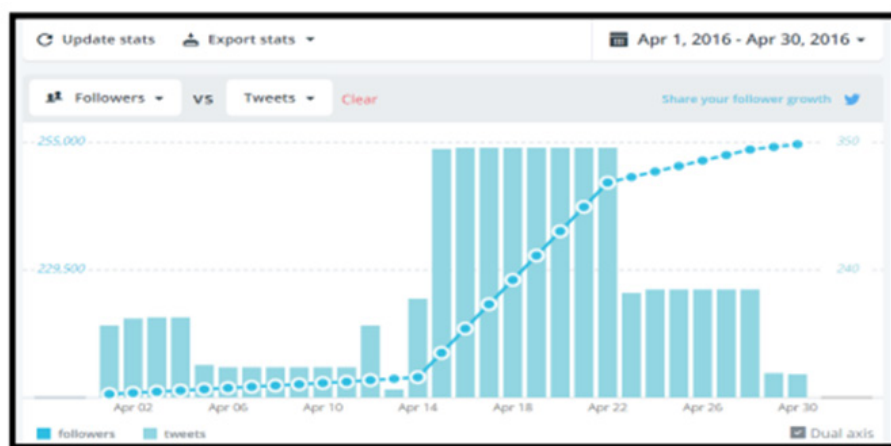 Update stats Export stats Apr 1, 2016 - Apr 30, 2016
Followers VS Tweets Clear Share your follower growth
255,000 350
229,500 240
Apr 02 Apr 06 Apr 10 Apr 14 Apr 18 Apr 22 Apr 26 Apr 30
followers tweets Dual axis